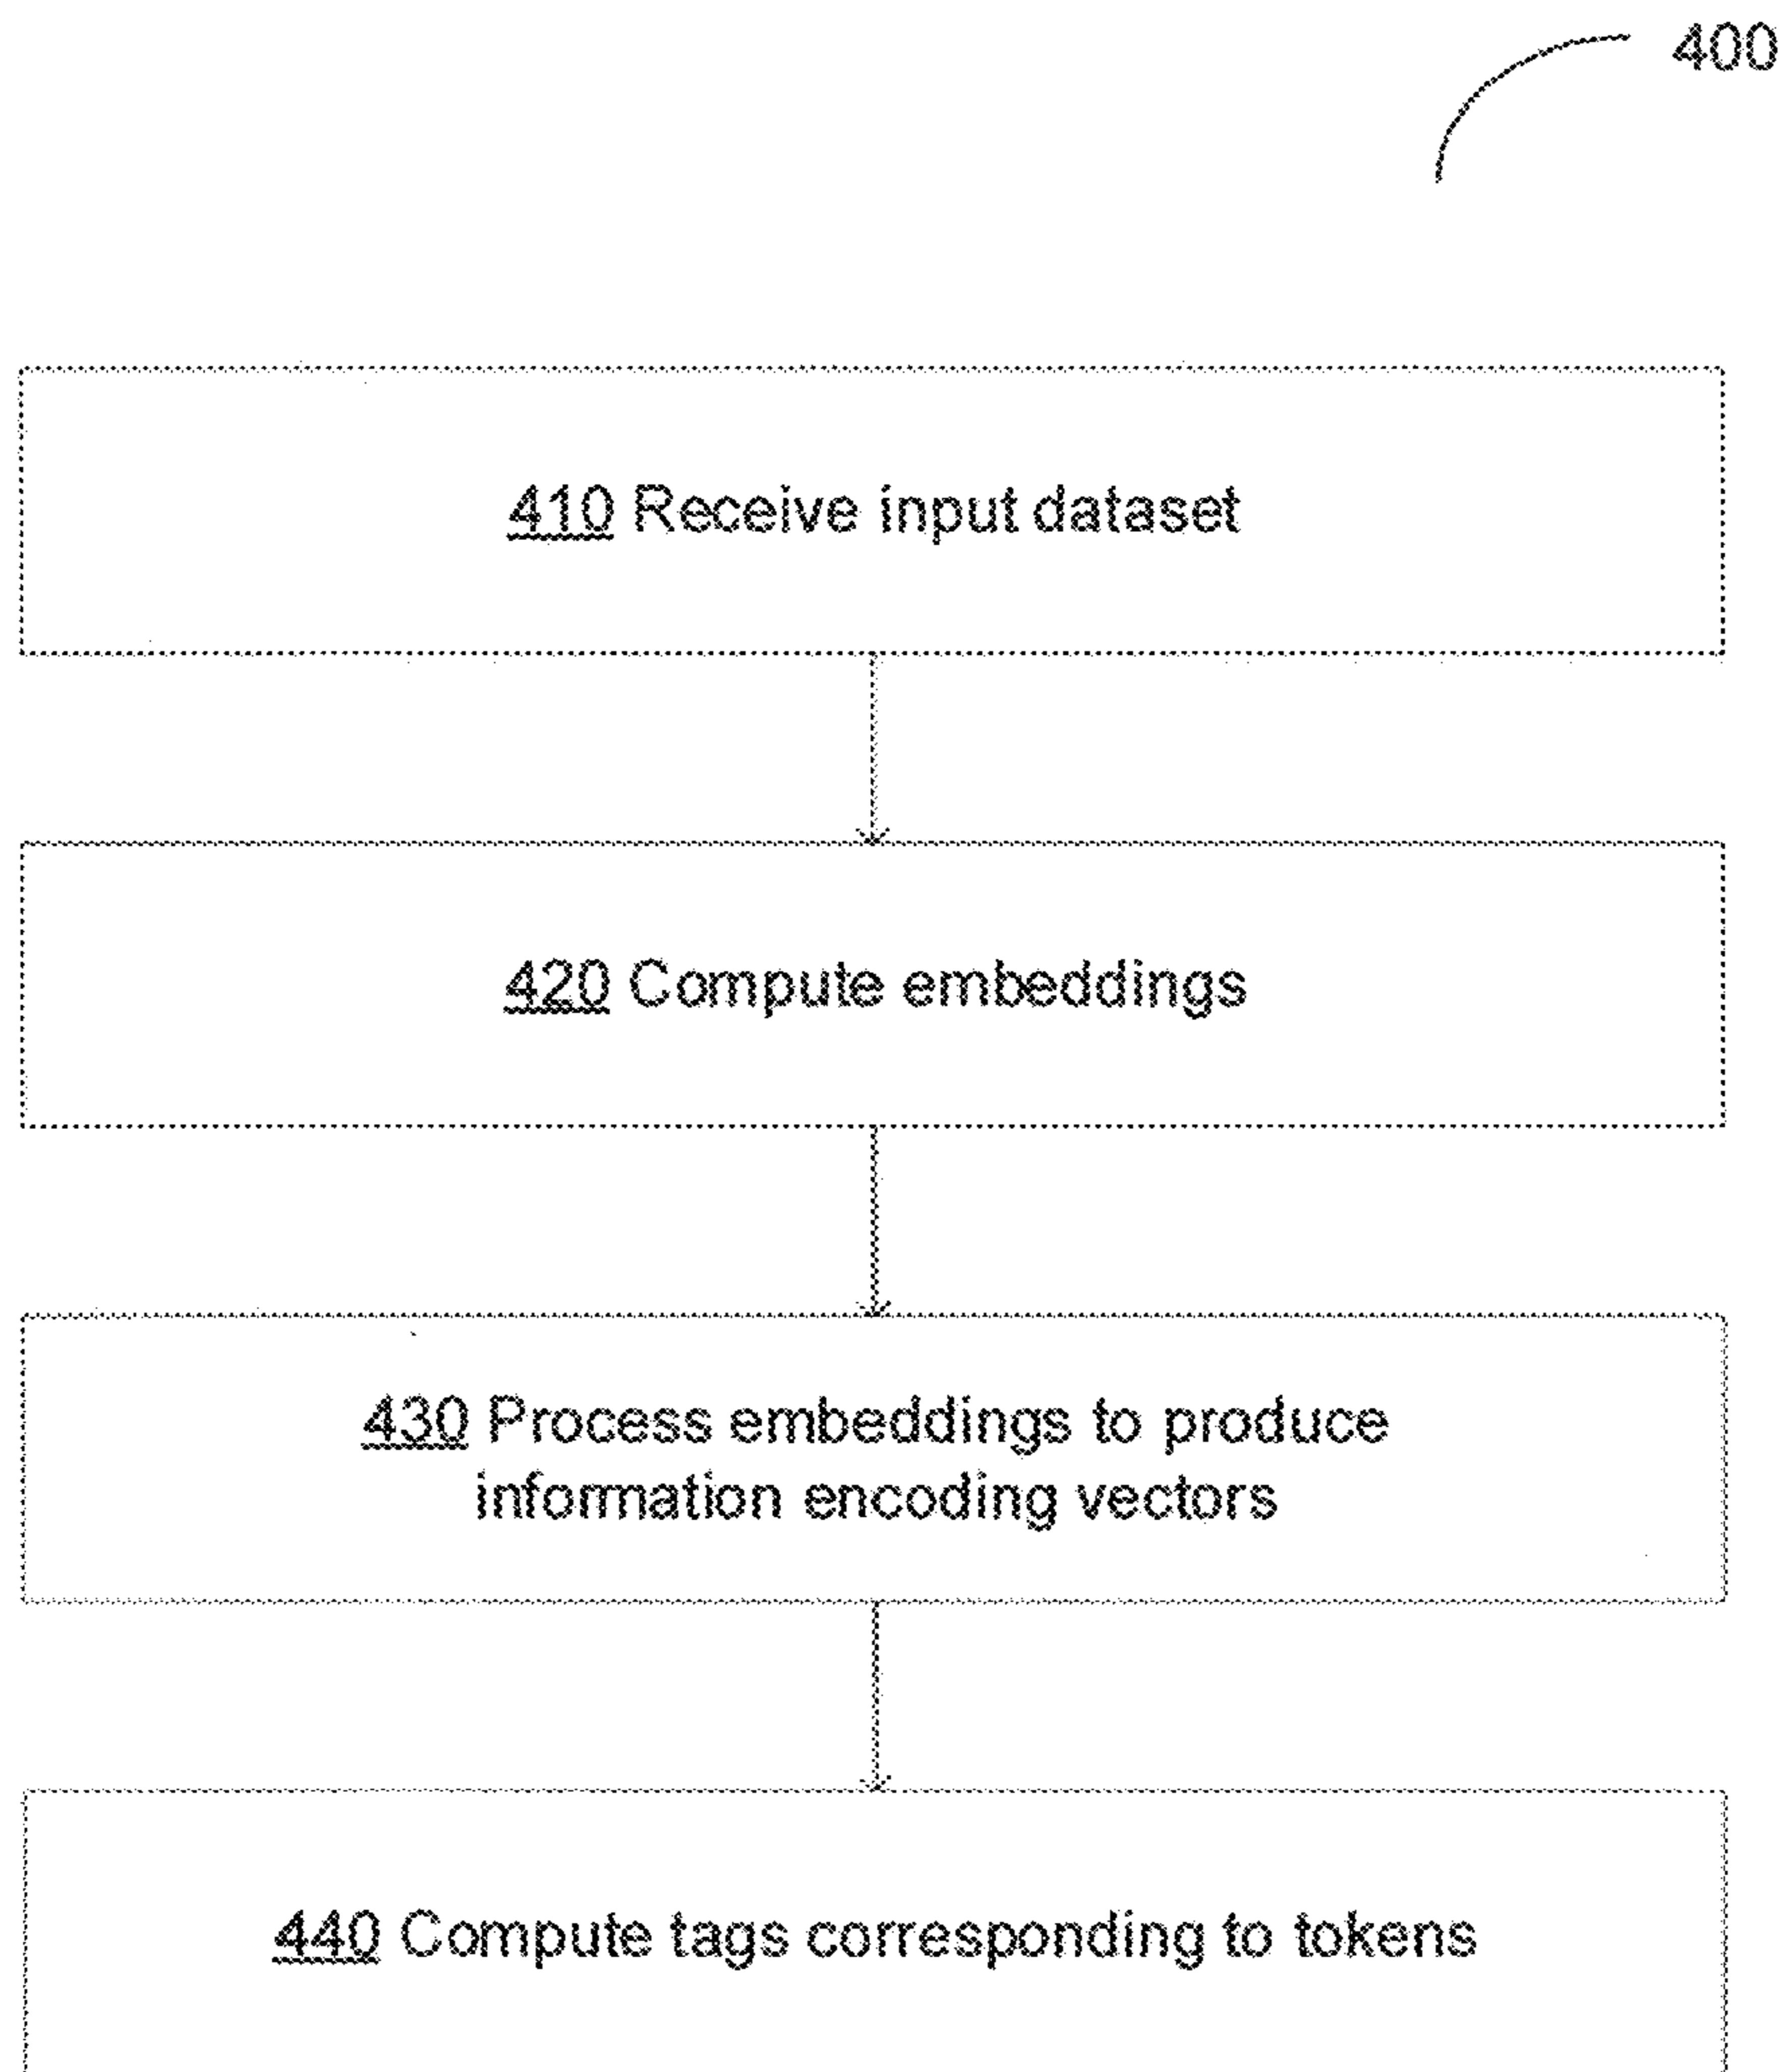 400
410 Receive input dataset
420 Compute embeddings
430 Process embeddings to produce
information encoding vectors
440 Compute tags corresponding to tokens